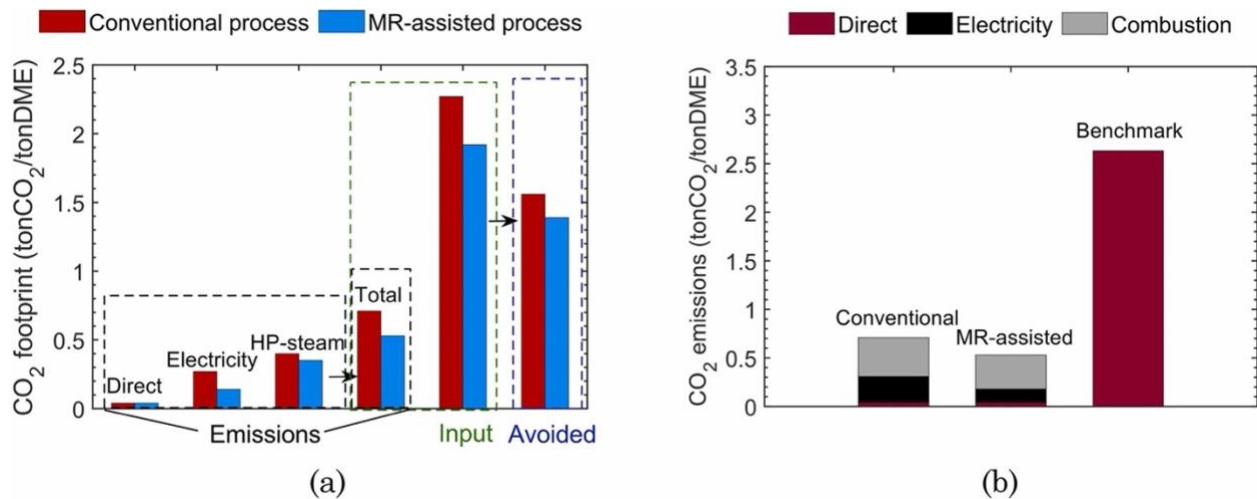 Conventional process MR-assisted process
CO2 footprint (tonCO2/tonDME)
2.5
2
1.5
1
0.5
0
Direct
Electricity
HP-steam
Total
Emissions
Input
Avoided
(a)
Direct Electricity Combustion
CO2 emissions (tonCO2/tonDME)
3.5
3
2.5
2
1.5
1
0.5
0
Conventional
MR-assisted
Benchmark
(b)